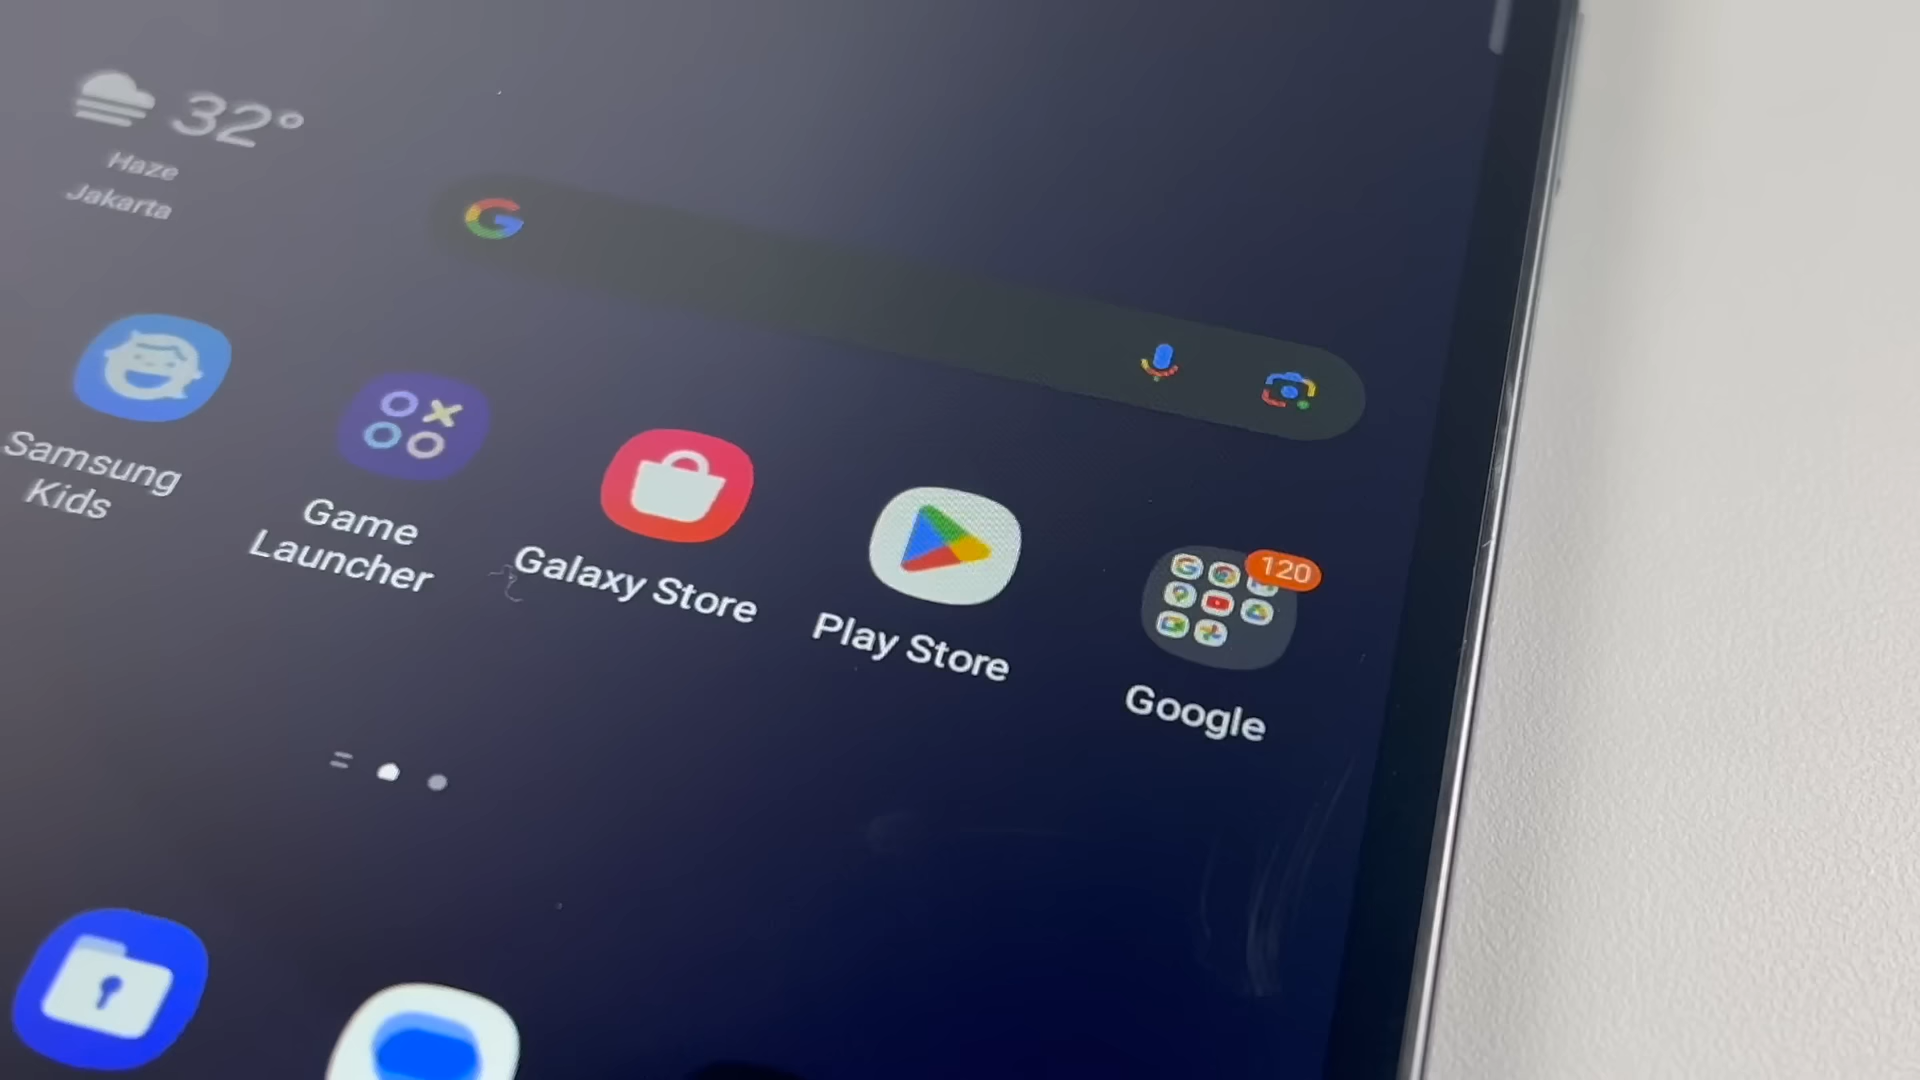 32°
Haze
Jakarta
Samsung
Kids
Game
Launcher
Galaxy Store
Play Store
120
Google